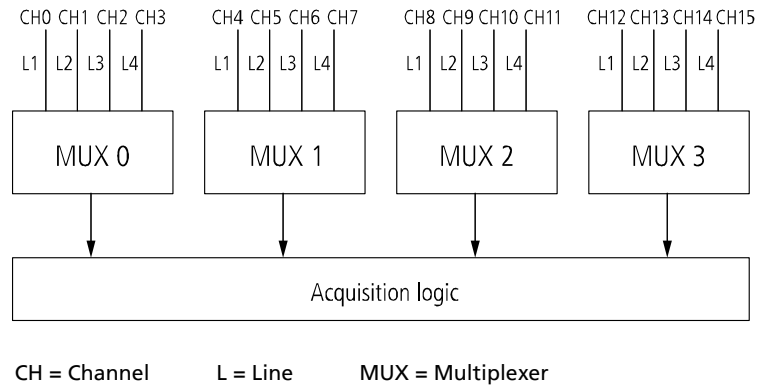 CH0 CH1 CH2 CH3 CH4 CH5 CH6 CH7 CH8 CH9 CH10 CH11 CH12 CH13 CH14 CH15
L1 L2 L3 L4 L1 L2 L3 L4 L1 L2 L3 L4 L1 L2 L3 L4
MUX 0 MUX 1 MUX 2 MUX 3
Acquisition logic
CH = Channel L = Line MUX = Multiplexer